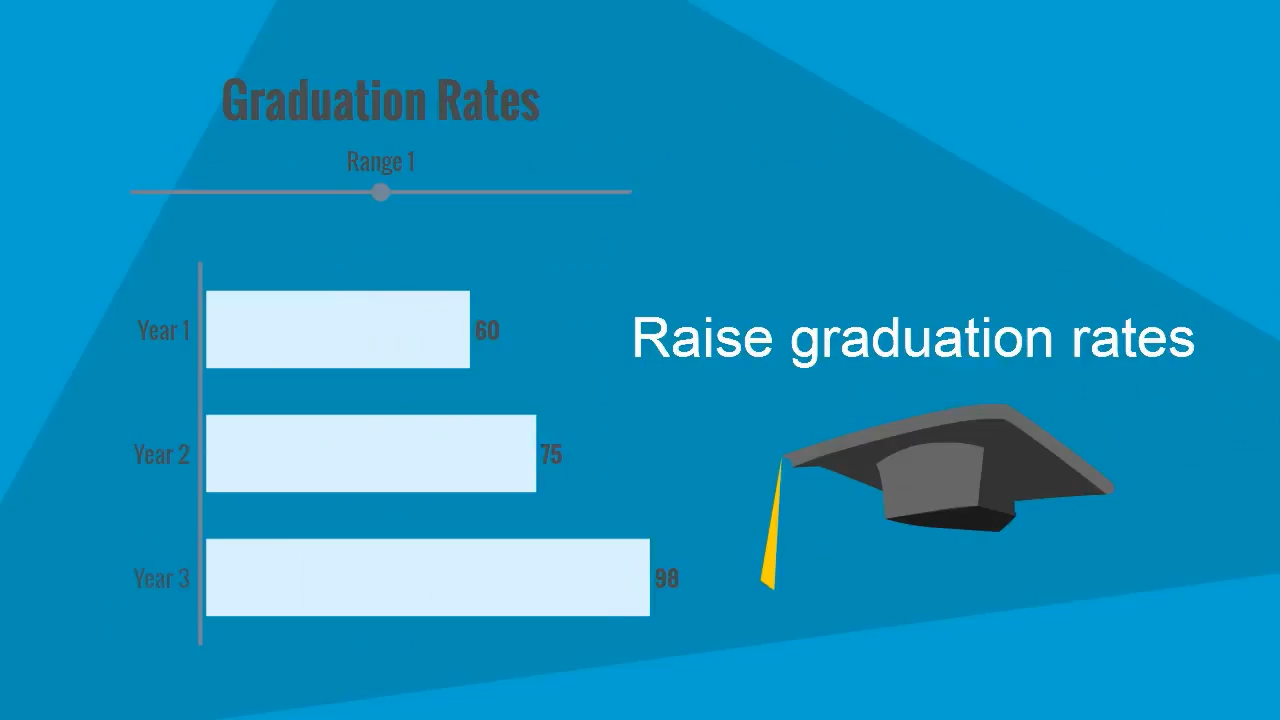 Graduation Rates
Range 1
Year 1
60
Raise graduation rates
Year 2
75
Year 3
98